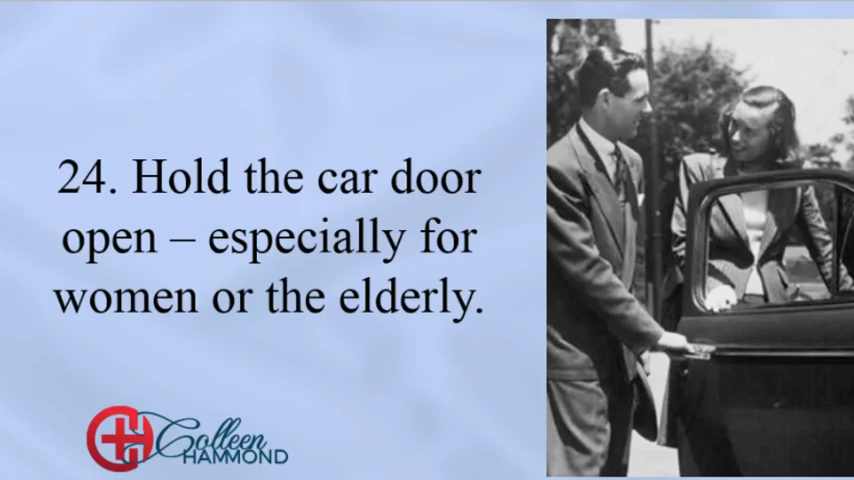 24. Hold the car door
open – especially for
women or the elderly.
Colleen
HAMMOND